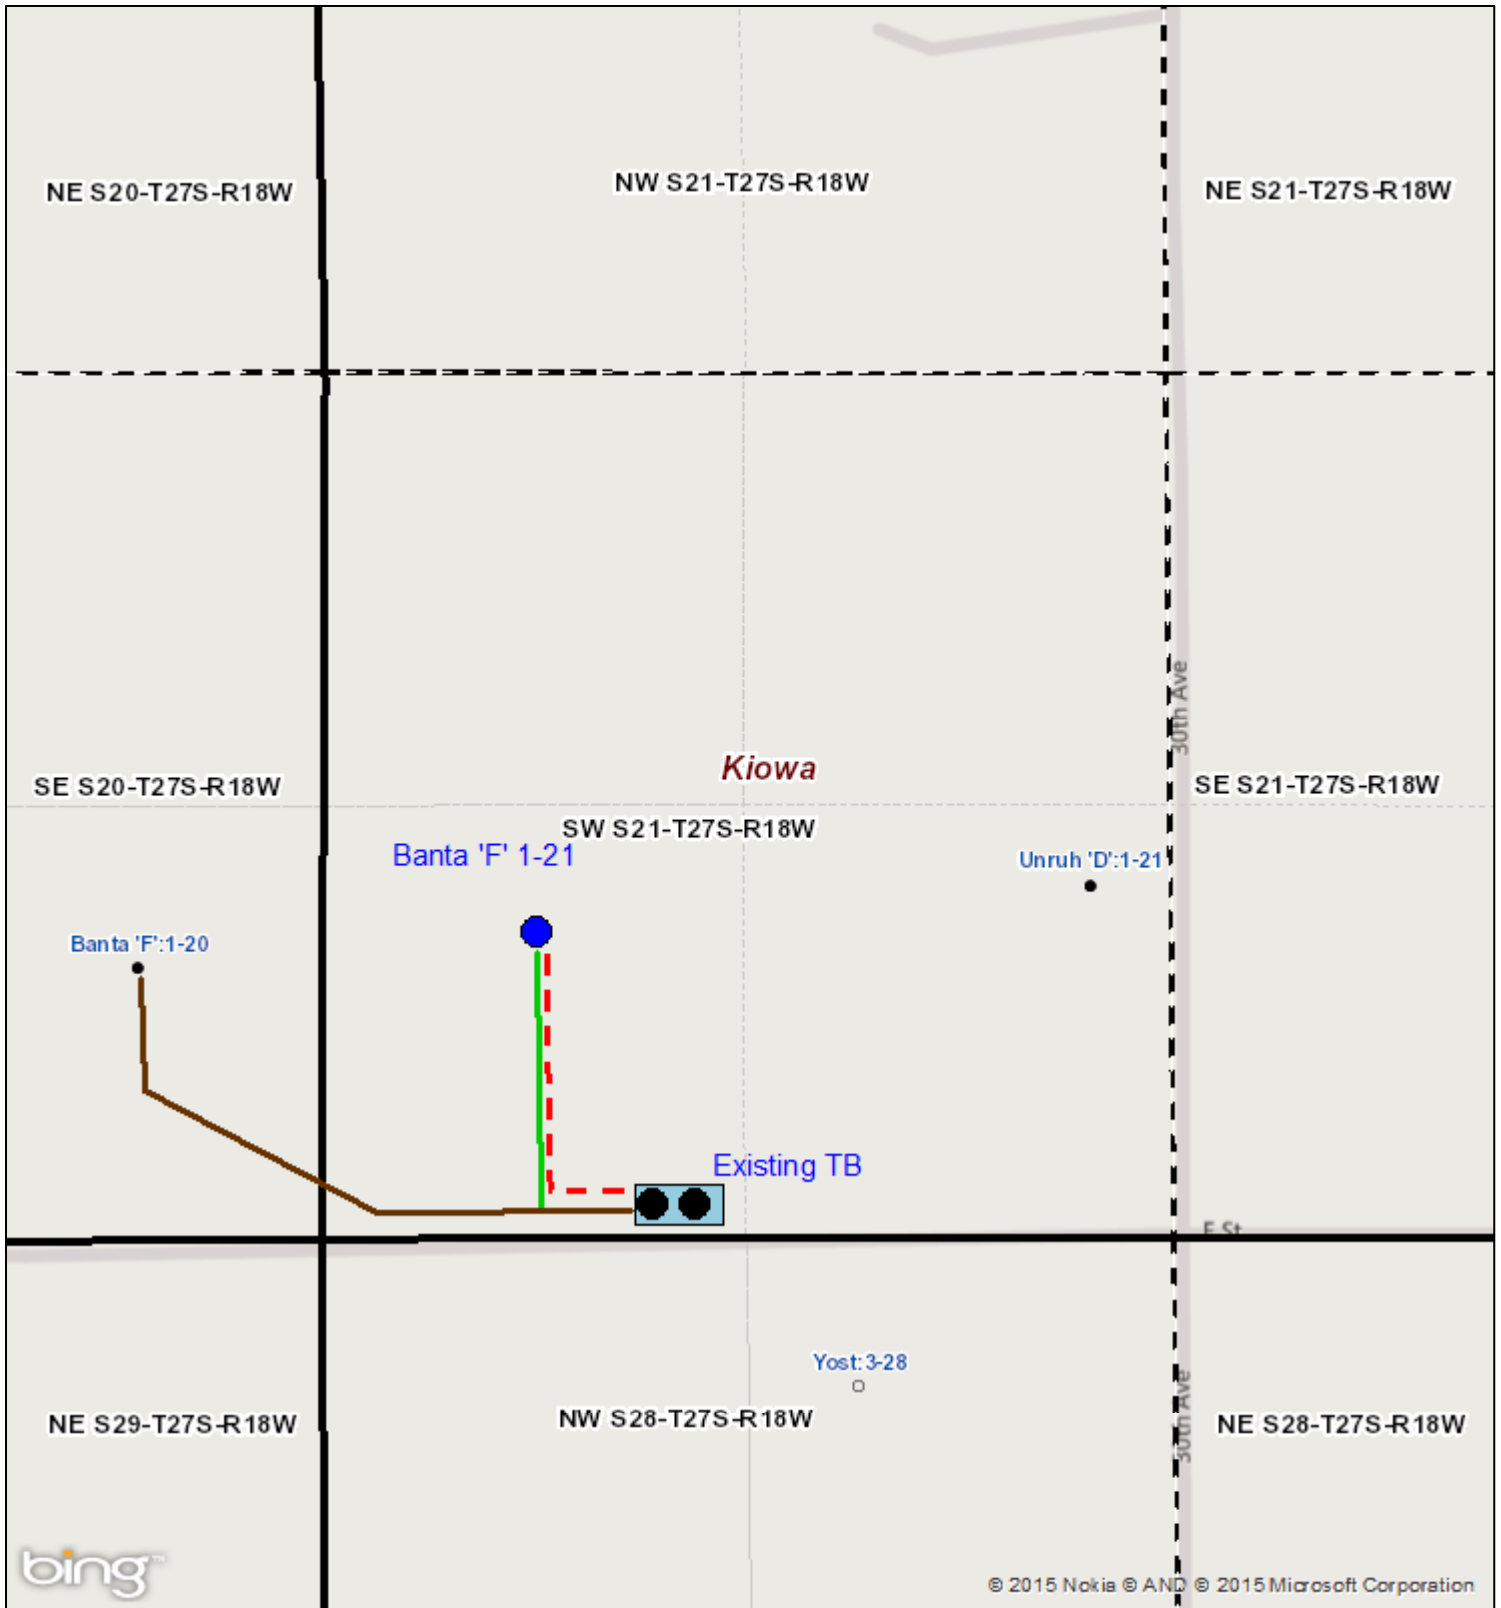 NE S20-T27S-R18W
NW S21-T27S-R18W
NE S21-T27S-R18W
30th Ave
Kiowa
SE S20-T27S-R18W
SE S21-T27S-R18W
SW S21-T27S-R18W
Banta 'F' 1-21
Unruh 'D':1-21
Banta 'F':1-20
Existing TB
F St
Yost:3-28
30th Ave
NE S29-T27S-R18W
NW S28-T27S-R18W
NE S28-T27S-R18W
bing™
© 2015 Nokia © AND © 2015 Microsoft Corporation